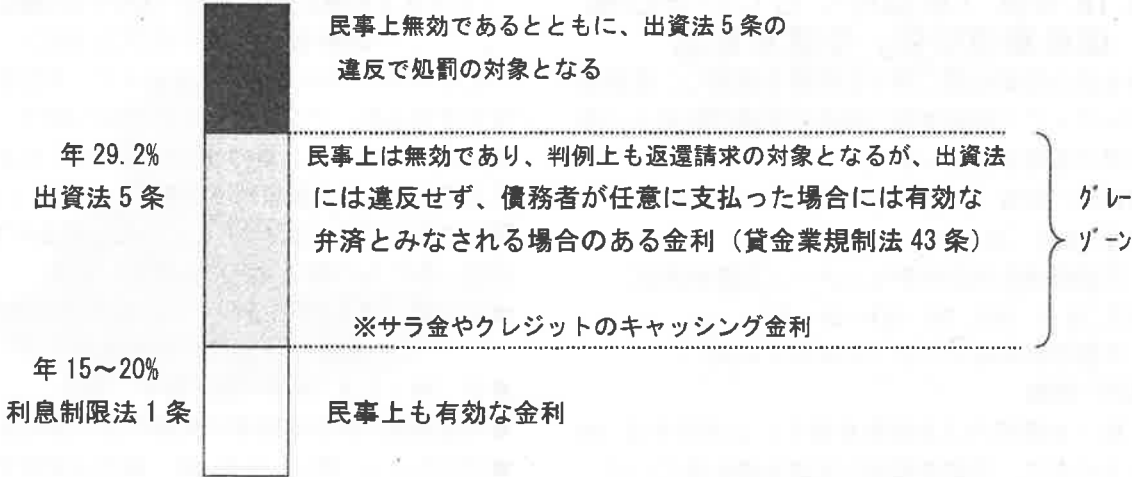 民事上無効であるとともに、出資法5条の
違反で処罰の対象となる
年29.2%
出資法5条
民事上は無効であり、判例上も返還請求の対象となるが、出資法
には違反せず、債務者が任意に支払った場合には有効な
弁済とみなされる場合のある金利（貸金業規制法43条）
グレー
ゾーン
※サラ金やクレジットのキャッシング金利
年15～20%
利息制限法1条
民事上も有効な金利